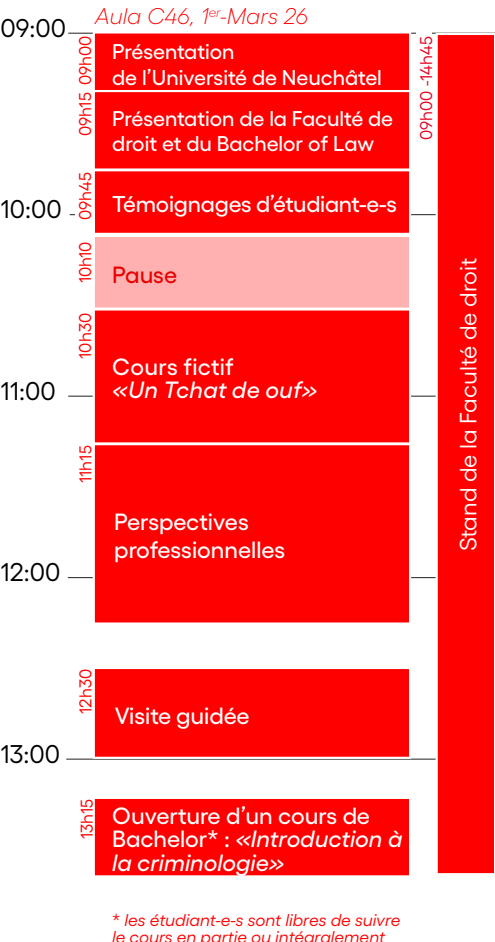 Aula C46, 1er-Mars 26
09:00
09h00
Présentation
de l'Université de Neuchâtel
09h15
Présentation de la Faculté de
droit et du Bachelor of Law
09h45
Témoignages d'étudiant-e-s
10:00
10h10
Pause
10h30
Cours fictif
«Un Tchat de ouf»
11:00
11h15
Perspectives
professionnelles
12:00
12h30
Visite guidée
13:00
13h15
Ouverture d'un cours de
Bachelor* : «Introduction à
la criminologie»
09h00 -14h45
Stand de la Faculté de droit
* les étudiant-e-s sont libres de suivre
le cours en partie ou intégralement